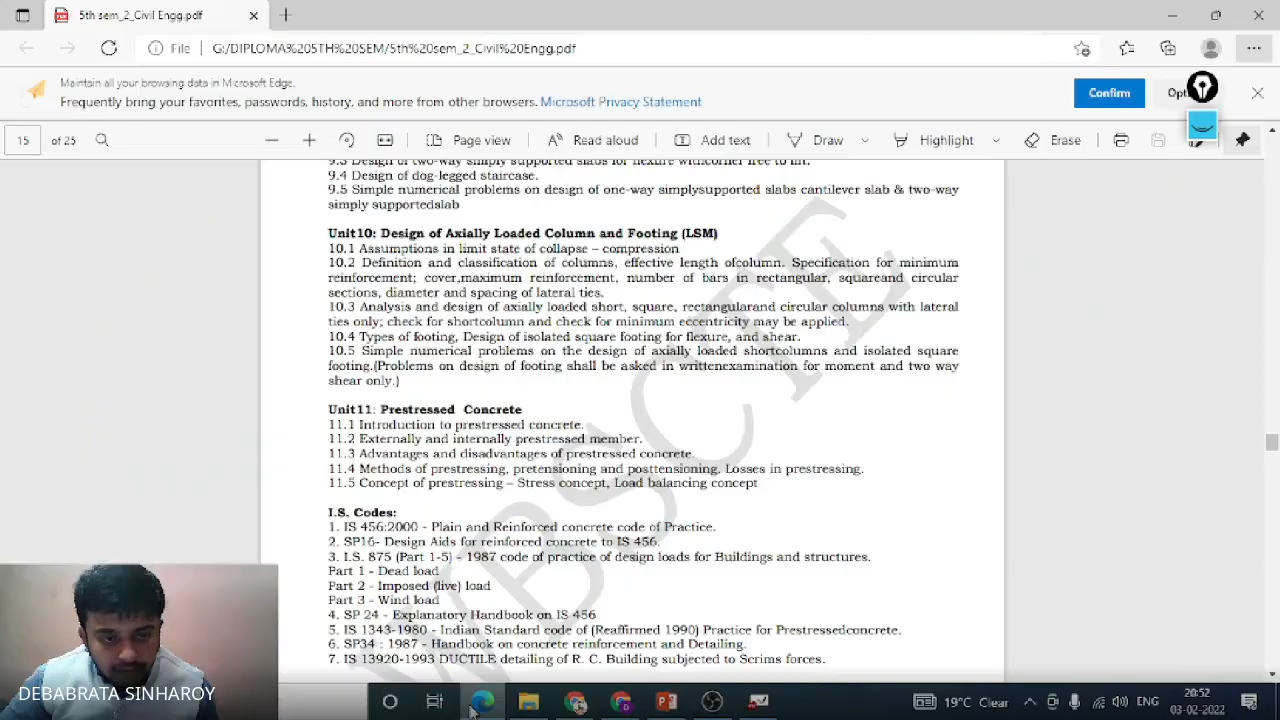 5th sem_2_Civil Engg.pdf
File G:/DIPLOMA%205TH%20SEM/5th%20sem_2_Civil%20Engg.pdf
Maintain all your browsing data in Microsoft Edge.
Frequently bring your favorites, passwords, history, and more from other browsers. Microsoft Privacy Statement
Confirm
15 of 25 Page view Read aloud Add text Draw Highlight Erase
9.3 Design of two-way simply supported slabs for flexure withcorner free to lift.
9.4 Design of dog-legged staircase.
9.5 Simple numerical problems on design of one-way simplysupported slabs cantilever slab & two-way
simply supportedslab
Unit10: Design of Axially Loaded Column and Footing (LSM)
10.1 Assumptions in limit state of collapse – compression
10.2 Definition and classification of columns, effective length ofcolumn. Specification for minimum
reinforcement; cover,maximum reinforcement, number of bars in rectangular, squareand circular
sections, diameter and spacing of lateral ties.
10.3 Analysis and design of axially loaded short, square, rectangularand circular columns with lateral
ties only; check for shortcolumn and check for minimum eccentricity may be applied.
10.4 Types of footing, Design of isolated square footing for flexure, and shear.
10.5 Simple numerical problems on the design of axially loaded shortcolumns and isolated square
footing.(Problems on design of footing shall be asked in writtenexamination for moment and two way
shear only.)
Unit11: Prestressed Concrete
11.1 Introduction to prestressed concrete.
11.2 Externally and internally prestressed member.
11.3 Advantages and disadvantages of prestressed concrete.
11.4 Methods of prestressing, pretensioning and posttensioning. Losses in prestressing.
11.5 Concept of prestressing – Stress concept, Load balancing concept
I.S. Codes:
1. IS 456:2000 - Plain and Reinforced concrete code of Practice.
2. SP16- Design Aids for reinforced concrete to IS 456.
3. I.S. 875 (Part 1-5) – 1987 code of practice of design loads for Buildings and structures.
Part 1 - Dead load
Part 2 - Imposed (live) load
Part 3 - Wind load
4. SP 24 - Explanatory Handbook on IS 456
5. IS 1343-1980 - Indian Standard code of (Reaffirmed 1990) Practice for Prestressedconcrete.
6. SP34 : 1987 - Handbook on concrete reinforcement and Detailing.
7. IS 13920-1993 DUCTILE detailing of R. C. Building subjected to Scrims forces.
WBSCTE
DEBABRATA SINHAROY
19°C Clear ENG 20:52
03-02-2022